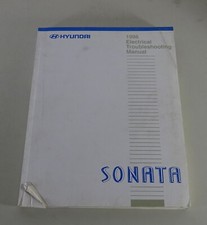 HYUNDAI
Electrical
Troubleshooting
Manual
SONATA